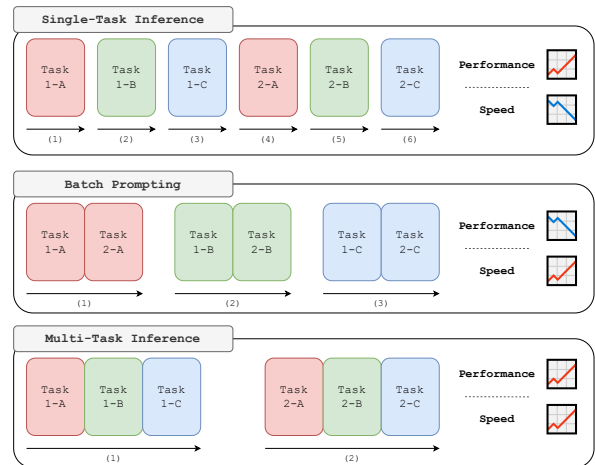 Single-Task Inference
Task Task Task Task Task Task
1-A 1-B 1-C 2-A 2-B 2-C
(1) (2) (3) (4) (5) (6)
Performance
Speed
Batch Prompting
Task Task Task Task Task Task
1-A 2-A 1-B 2-B 1-C 2-C
(1) (2) (3)
Performance
Speed
Multi-Task Inference
Task Task Task Task Task Task
1-A 1-B 1-C 2-A 2-B 2-C
(1) (2)
Performance
Speed